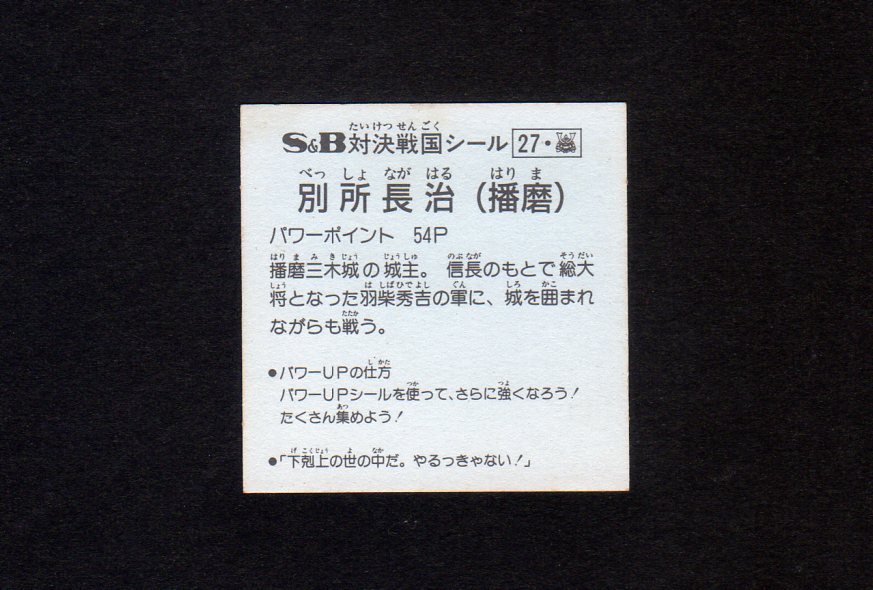 S&B対決戦国シール 27・
別所長治（播磨）
パワーポイント 54P
播磨三木城の城主。信長のもとで総大
将となった羽柴秀吉の軍に、城を囲まれ
ながらも戦う。
●パワーUPの仕方
パワーUPシールを使って、さらに強くなろう！
たくさん集めよう！
●「下剋上の世の中だ。やるっきゃない！」